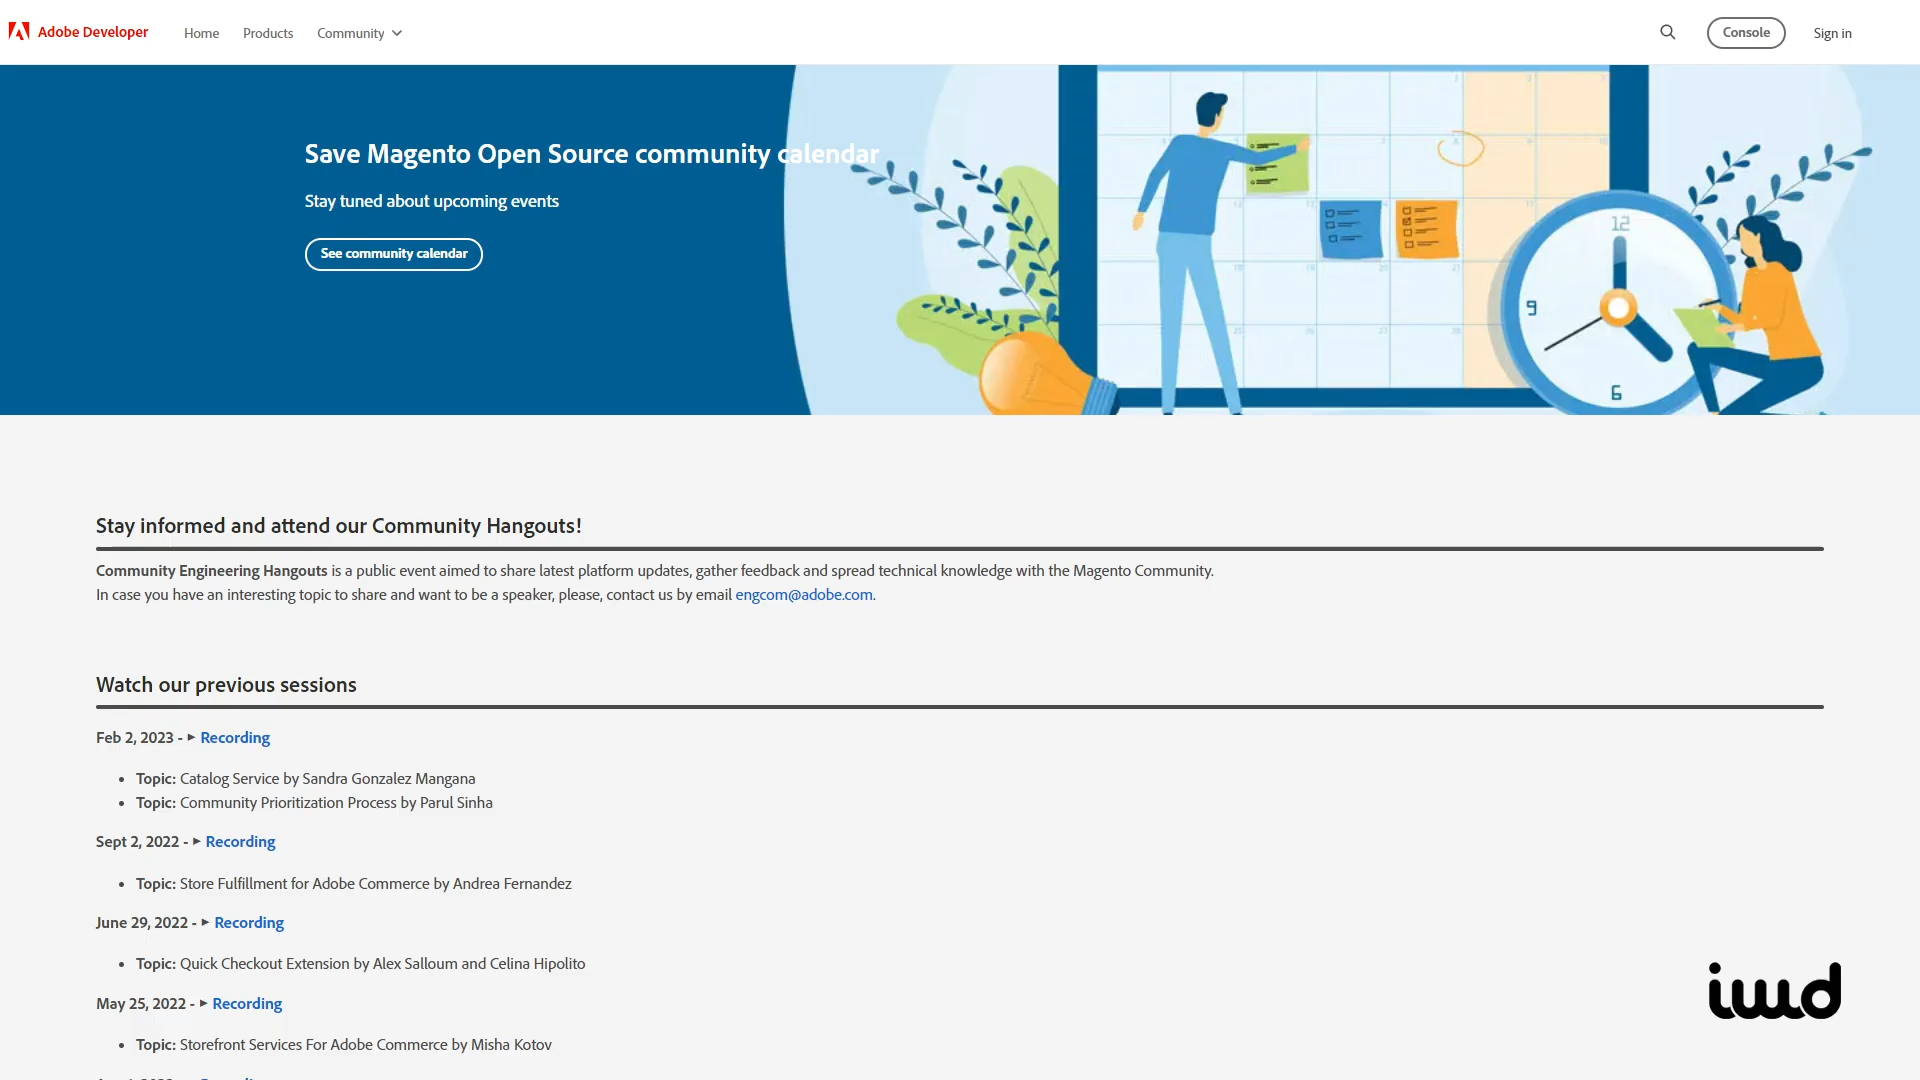 Adobe Developer Home Products Community Console Sign in
Save Magento Open Source community calendar
Stay tuned about upcoming events
See community calendar
12
9
6
Stay informed and attend our Community Hangouts!
Community Engineering Hangouts is a public event aimed to share latest platform updates, gather feedback and spread technical knowledge with the Magento Community.
In case you have an interesting topic to share and want to be a speaker, please, contact us by email engcom@adobe.com.
Watch our previous sessions
Feb 2, 2023 - ► Recording
• Topic: Catalog Service by Sandra Gonzalez Mangana
• Topic: Community Prioritization Process by Parul Sinha
Sept 2, 2022 - ► Recording
• Topic: Store Fulfillment for Adobe Commerce by Andrea Fernandez
June 29, 2022 - ► Recording
• Topic: Quick Checkout Extension by Alex Salloum and Celina Hipolito
May 25, 2022 - ► Recording
• Topic: Storefront Services For Adobe Commerce by Misha Kotov
iwd